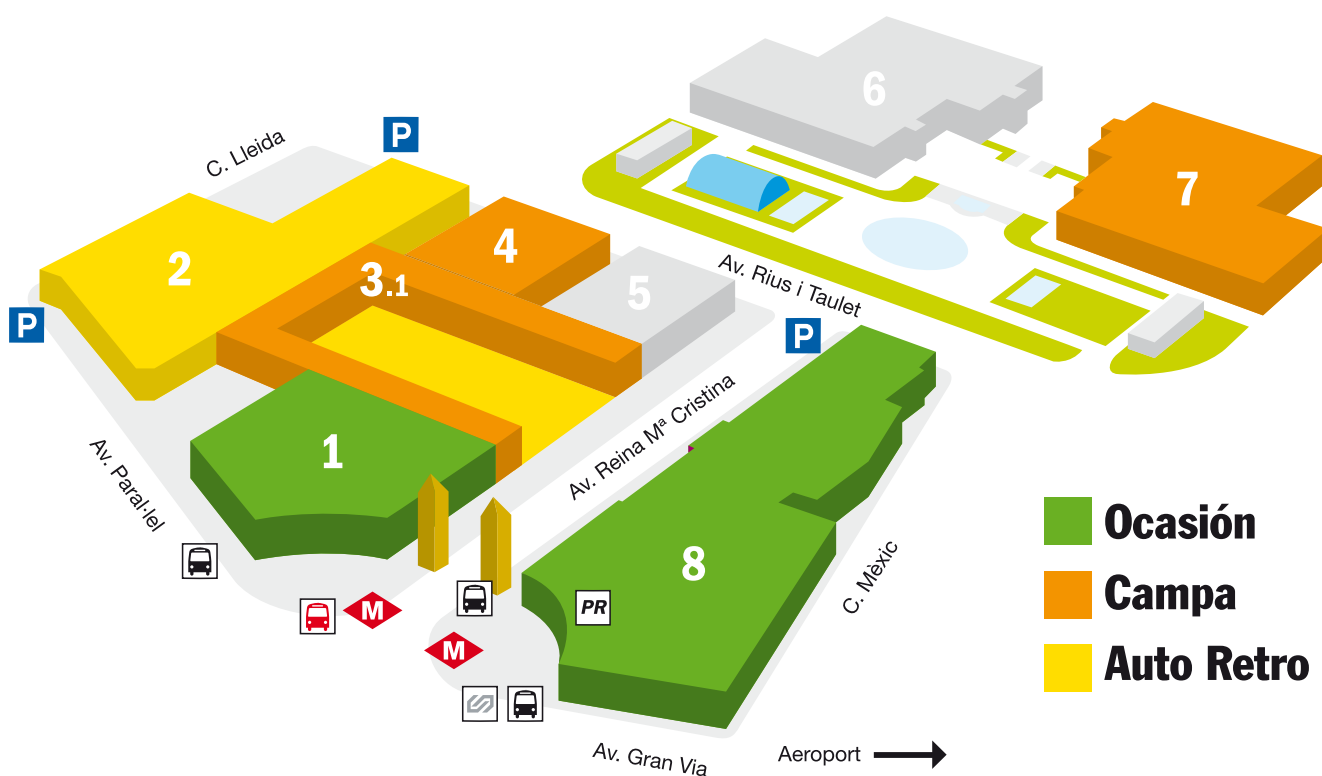 6
P
C. Lleida
7
2
4
3.1
5
Av. Rius i Taulet
P
P
Av. Reina Mª Cristina
1
Av. Paral·lel
Ocasión
8
C. Mèxic
Campa
PR
M
M
Auto Retro
Av. Gran Via
Aeroport